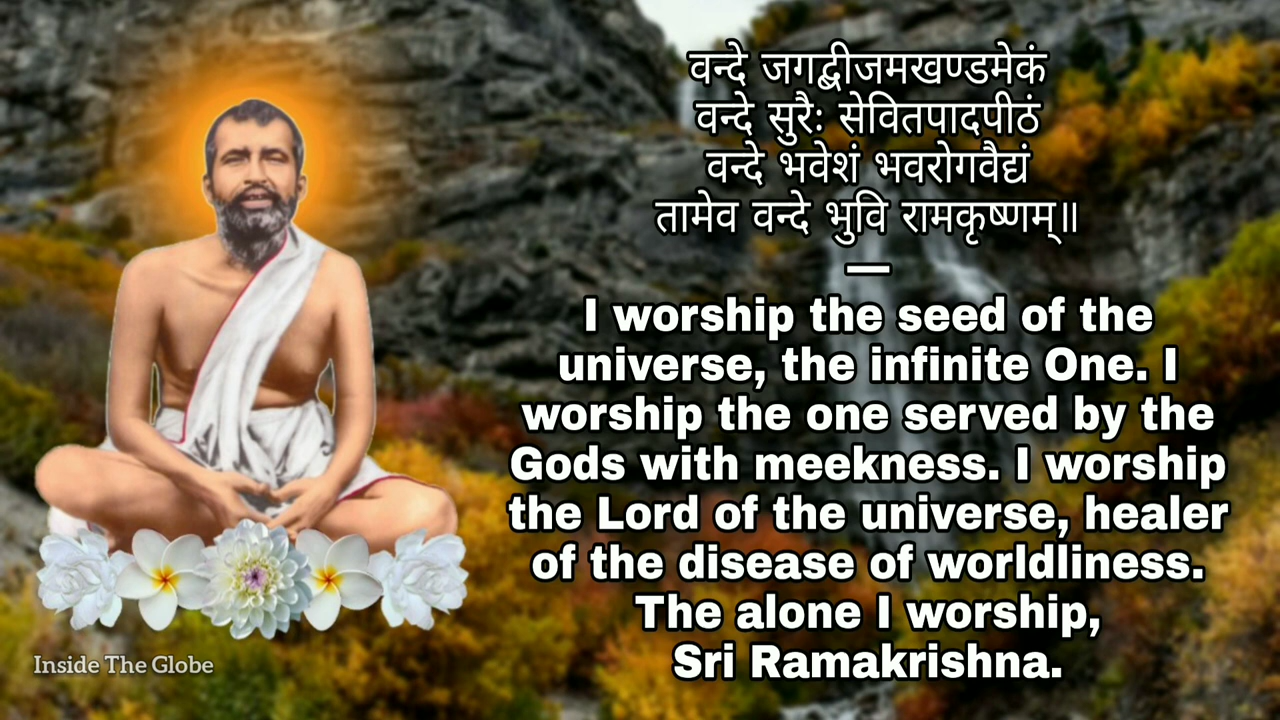 वन्दे जगद्बीजमखण्डमेकं
वन्दे सुरैः सेवितपादपीठं
वन्दे भवेशं भवरोगवैद्यं
तामेव वन्दे भुवि रामकृष्णम्॥
—
I worship the seed of the
universe, the infinite One. I
worship the one served by the
Gods with meekness. I worship
the Lord of the universe, healer
of the disease of worldliness.
The alone I worship,
Sri Ramakrishna.
Inside The Globe